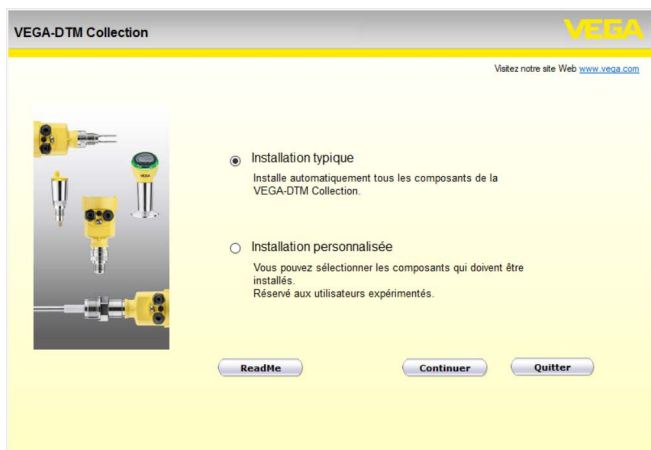 VEGA-DTM Collection
VEGA
Visitez notre site Web www.vega.com
Installation typique
Installe automatiquement tous les composants de la
VEGA-DTM Collection.
Installation personnalisée
Vous pouvez sélectionner les composants qui doivent être
installés.
Réservé aux utilisateurs expérimentés.
ReadMe
Continuer
Quitter